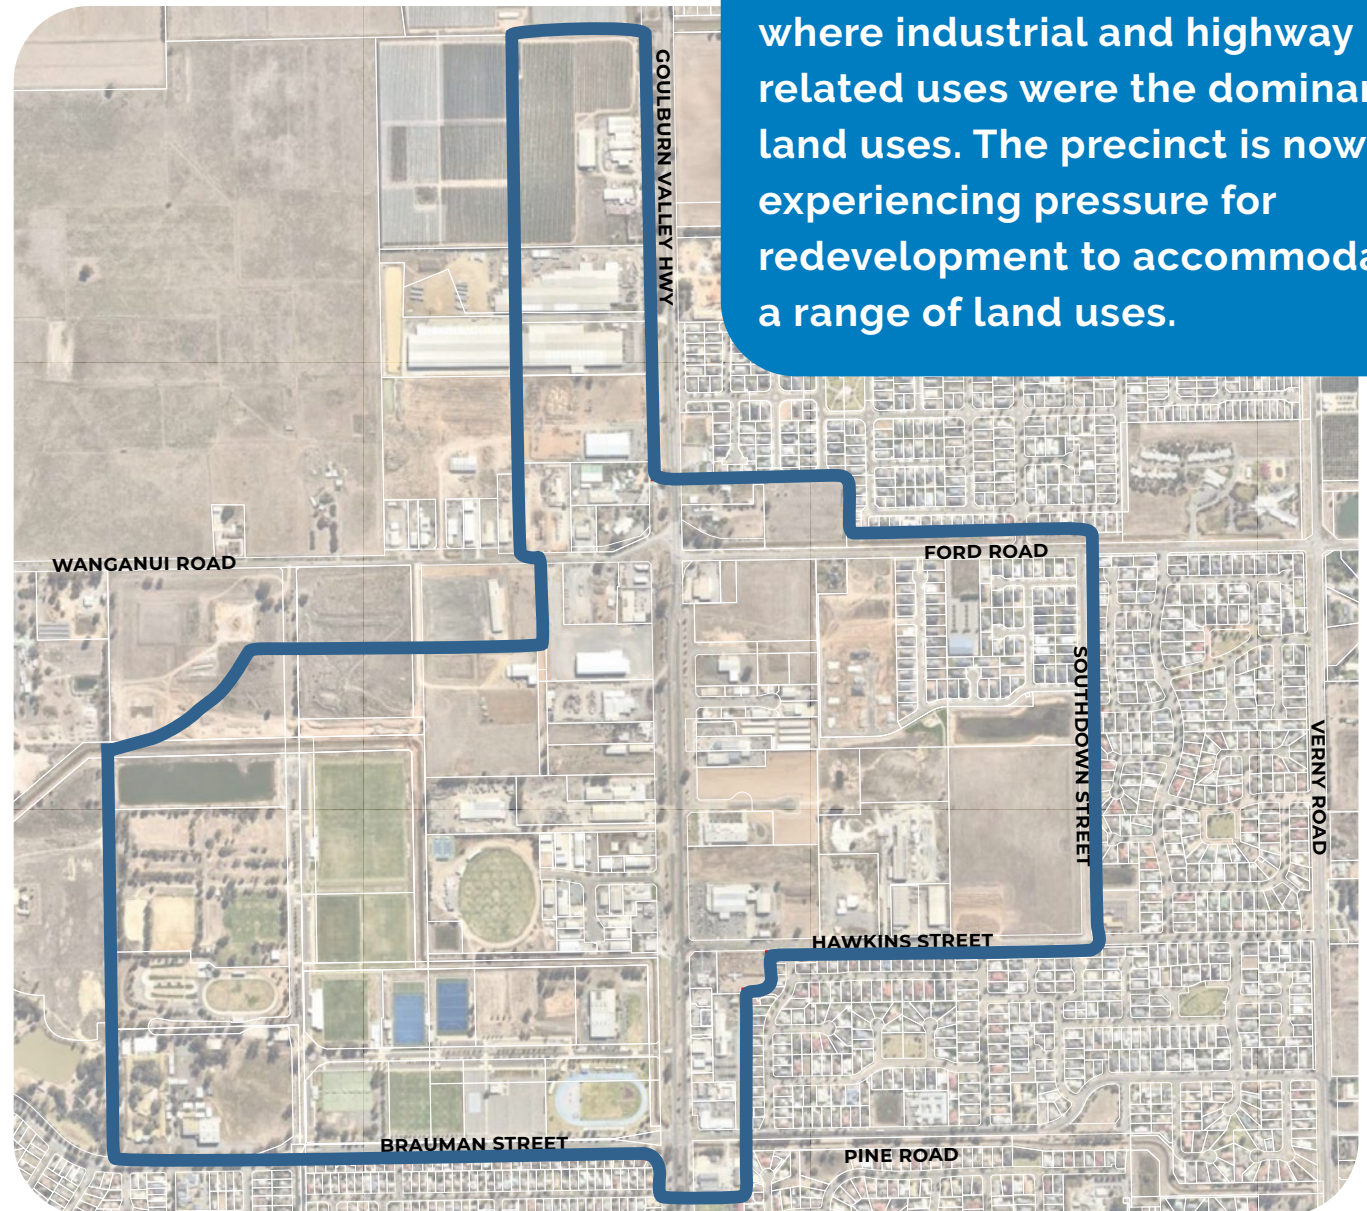 where industrial and highway
related uses were the
land uses. The precinct is now
experiencing pressure for
redevelopment to
a range of land uses.
GOULBURN VALLEY HWY
WANGANUI ROAD
FORD ROAD
SOUTHDOWN STREET
VERNY ROAD
HAWKINS STREET
BRAUMAN STREET
PINE ROAD